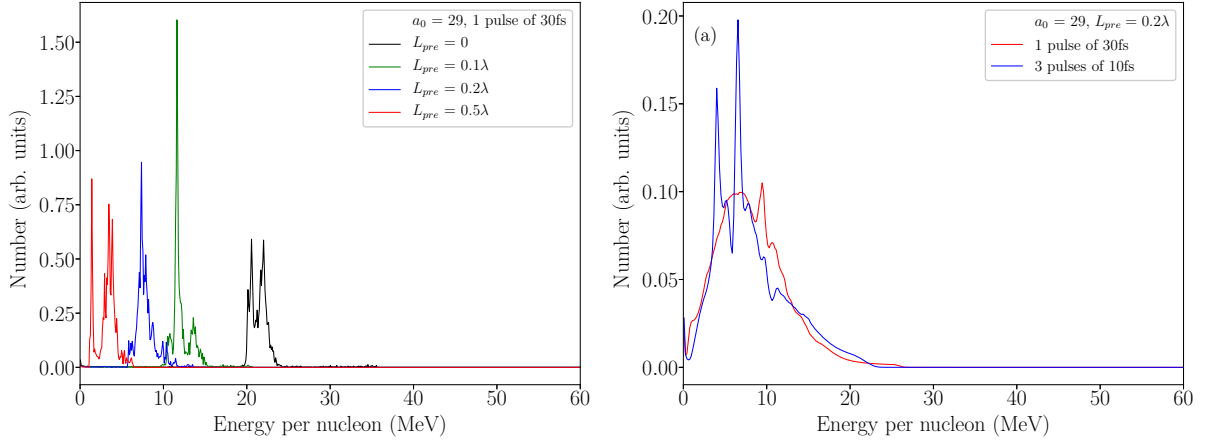 a₀ = 29, 1 pulse of 30fs
L_pre = 0
L_pre = 0.1λ
L_pre = 0.2λ
L_pre = 0.5λ
Number (arb. units)
1.50
1.25
1.00
0.75
0.50
0.25
0.00
0 10 20 30 40 50 60
Energy per nucleon (MeV)
(a)
a₀ = 29, L_pre = 0.2λ
1 pulse of 30fs
3 pulses of 10fs
Number (arb. units)
0.20
0.15
0.10
0.05
0.00
0 10 20 30 40 50 60
Energy per nucleon (MeV)